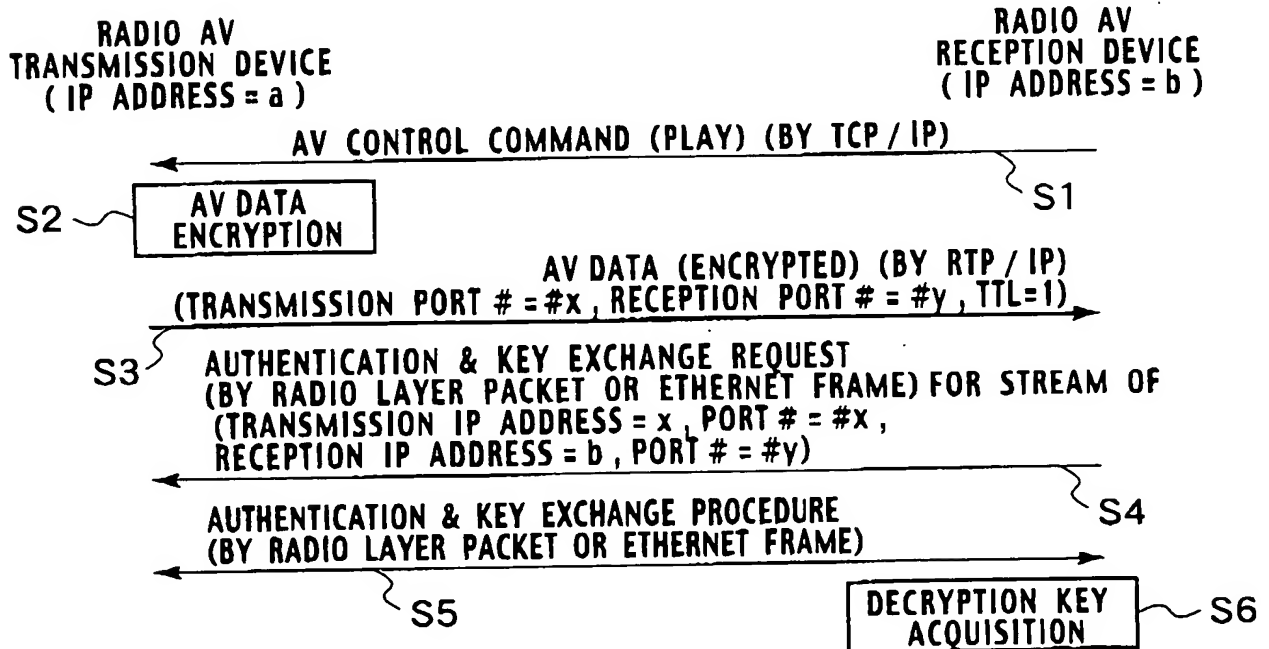 RADIO AV
TRANSMISSION DEVICE
( IP ADDRESS = a )
RADIO AV
RECEPTION DEVICE
( IP ADDRESS = b )
AV CONTROL COMMAND (PLAY) (BY TCP / IP)
S1
S2
AV DATA
ENCRYPTION
AV DATA (ENCRYPTED) (BY RTP / IP)
(TRANSMISSION PORT # = #x , RECEPTION PORT # = #y , TTL=1)
S3
AUTHENTICATION & KEY EXCHANGE REQUEST
(BY RADIO LAYER PACKET OR ETHERNET FRAME) FOR STREAM OF
(TRANSMISSION IP ADDRESS = x , PORT # = #x ,
RECEPTION IP ADDRESS = b , PORT # = #y)
S4
AUTHENTICATION & KEY EXCHANGE PROCEDURE
(BY RADIO LAYER PACKET OR ETHERNET FRAME)
S5
DECRYPTION KEY
ACQUISITION
S6